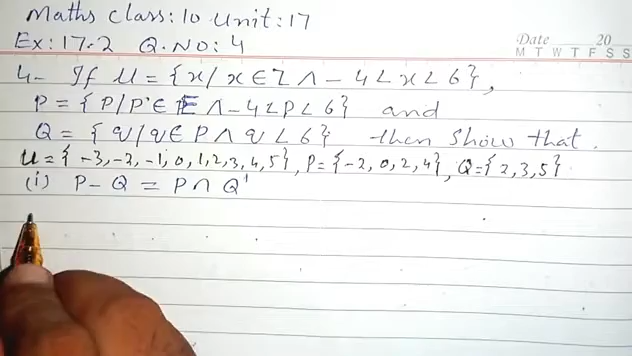 Maths Class: 10 Unit: 17
Ex: 17.2 Q.NO: 4
Date 20
M T W T F S S
4- If U = {x/x ∈ Z ∧ -4 < x < 6},
P = {P/P ∈ E ∧ -4 < P < 6} and
Q = {q/q ∈ P ∧ q < 6} then show that.
U = {-3, -2, -1, 0, 1, 2, 3, 4, 5}, P = {-2, 0, 2, 4}, Q = {2, 3, 5}
(i) P - Q = P ∩ Q'